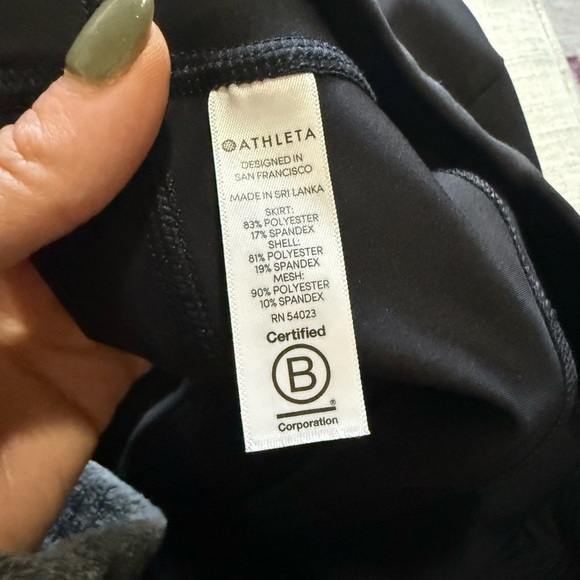 ATHLETA
DESIGNED IN
SAN FRANCISCO
MADE IN SRI LANKA
SKIRT:
83% POLYESTER
17% SPANDEX
SHELL:
81% POLYESTER
19% SPANDEX
MESH:
90% POLYESTER
10% SPANDEX
RN 54023
Certified
B
®
Corporation